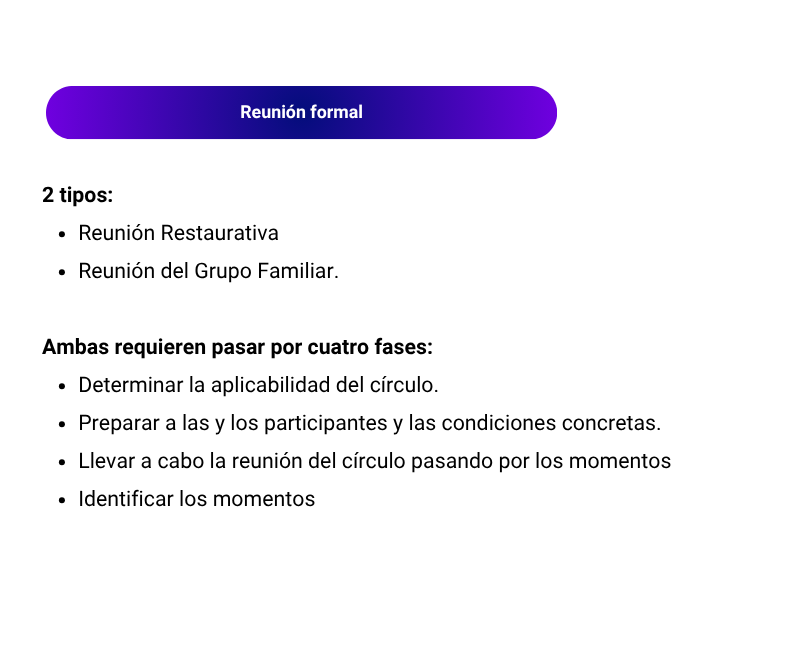 Reunión formal
2 tipos:
• Reunión Restaurativa
• Reunión del Grupo Familiar.
Ambas requieren pasar por cuatro fases:
• Determinar la aplicabilidad del círculo.
• Preparar a las y los participantes y las condiciones concretas.
• Llevar a cabo la reunión del círculo pasando por los momentos
• Identificar los momentos